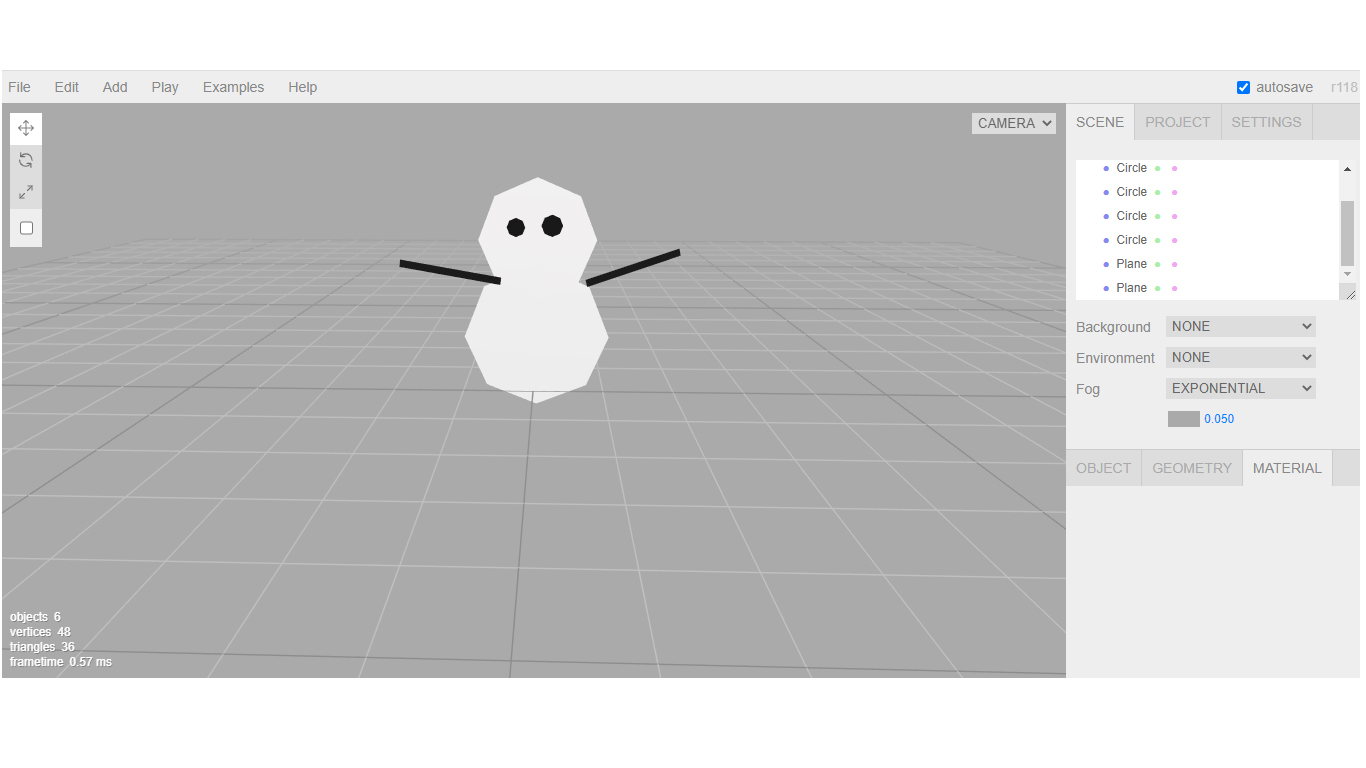 File Edit Add Play Examples Help autosave r118
CAMERA
SCENE PROJECT SETTINGS
Circle
Circle
Circle
Circle
Plane
Plane
Background NONE
Environment NONE
Fog EXPONENTIAL
0.050
OBJECT GEOMETRY MATERIAL
objects 6
vertices 48
triangles 36
frametime 0.57 ms